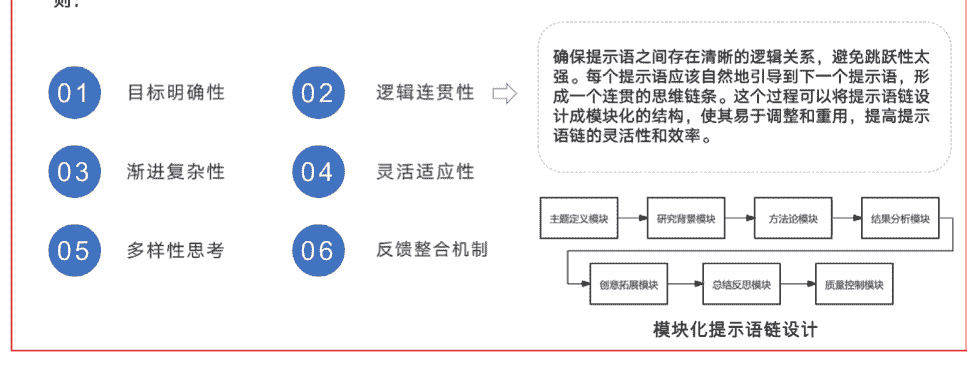 则：
01 目标明确性
02 逻辑连贯性
确保提示语之间存在清晰的逻辑关系，避免跳跃性太
强。每个提示语应该自然地引导到下一个提示语，形
成一个连贯的思维链条。这个过程可以将提示语链设
计成模块化的结构，使其易于调整和重用，提高提示
语链的灵活性和效率。
03 渐进复杂性
04 灵活适应性
05 多样性思考
06 反馈整合机制
主题定义模块
研究背景模块
方法论模块
结果分析模块
创意拓展模块
总结反思模块
质量控制模块
模块化提示语链设计